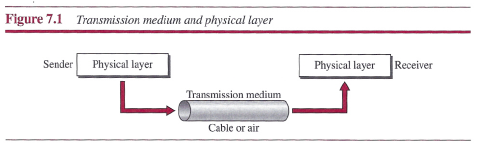 Figure 7.1 Transmission medium and physical layer
Sender Physical layer Physical layer Receiver
Transmission medium
Cable or air